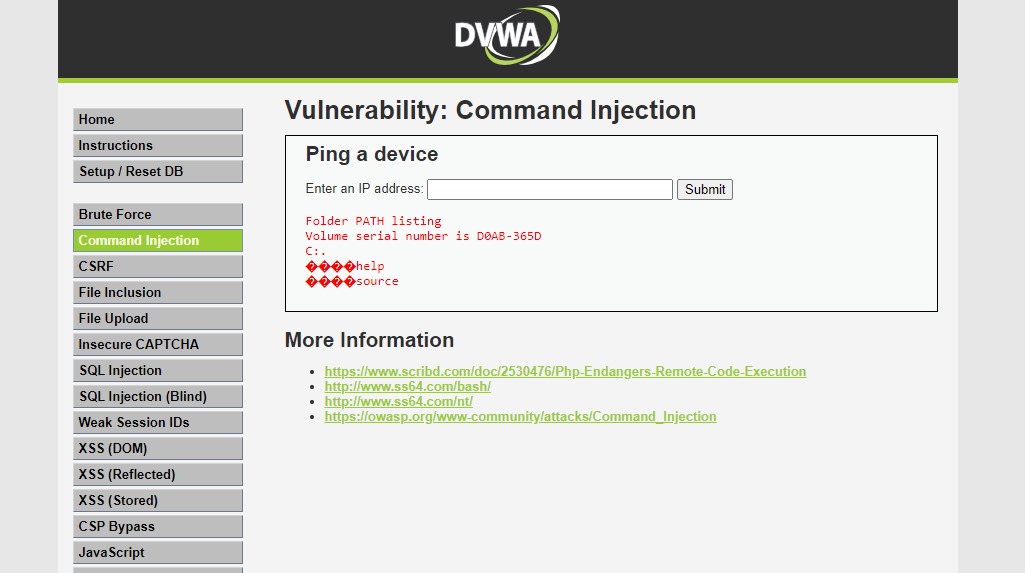 DVWA
Vulnerability: Command Injection
Home
Instructions
Setup / Reset DB
Brute Force
Command Injection
CSRF
File Inclusion
File Upload
Insecure CAPTCHA
SQL Injection
SQL Injection (Blind)
Weak Session IDs
XSS (DOM)
XSS (Reflected)
XSS (Stored)
CSP Bypass
JavaScript
Ping a device
Enter an IP address: Submit
Folder PATH listing
Volume serial number is D0AB-365D
C:.
����help
����source
More Information
https://www.scribd.com/doc/2530476/Php-Endangers-Remote-Code-Execution
http://www.ss64.com/bash/
http://www.ss64.com/nt/
https://owasp.org/www-community/attacks/Command_Injection